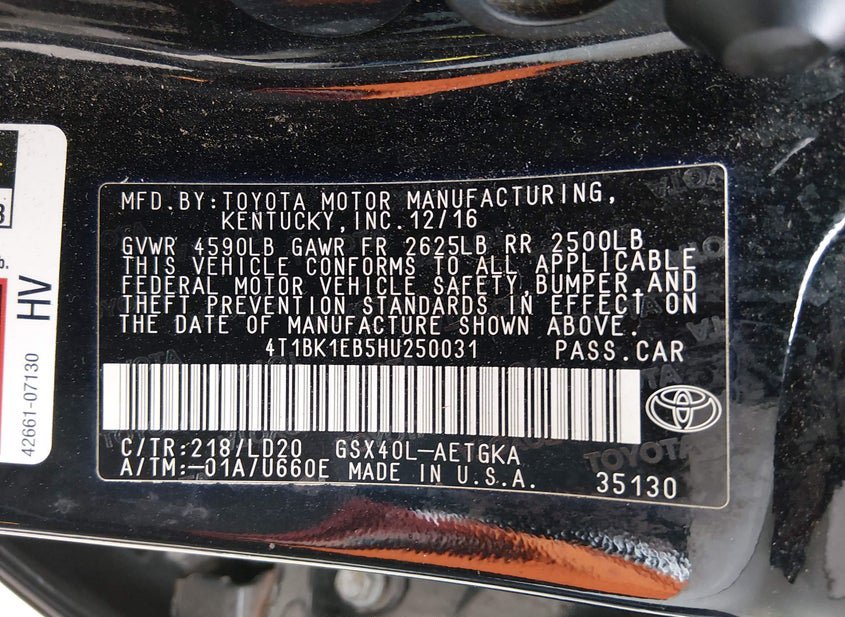 MFD.BY:TOYOTA MOTOR MANUFACTURING,
KENTUCKY,INC.12/16
GVWR 4590LB GAWR FR 2625LB RR 2500LB
THIS VEHICLE CONFORMS TO ALL APPLICABLE
FEDERAL MOTOR VEHICLE SAFETY,BUMPER,AND
THEFT PREVENTION STANDARDS IN EFFECT ON
THE DATE OF MANUFACTURE SHOWN ABOVE.
4T1BK1EB5HU250031 PASS.CAR
C/TR:218/LD20 GSX40L-AETGKA
A/TM:-01A/U660E MADE IN U.S.A. 35130
TOYOTA
HV
42661-07130